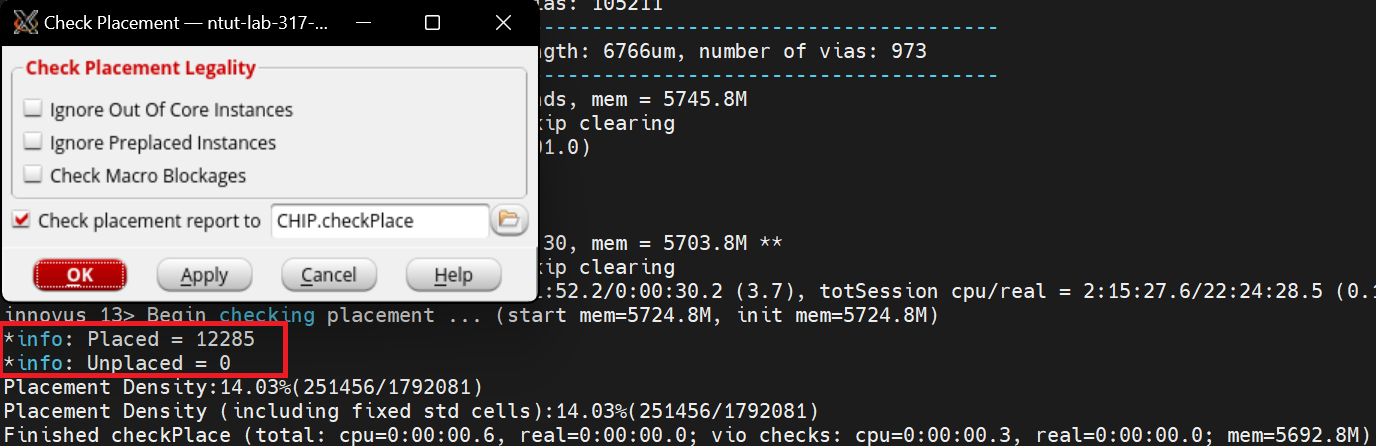 Check Placement — ntut-lab-317-...
Check Placement Legality
Ignore Out Of Core Instances
Ignore Preplaced Instances
Check Macro Blockages
Check placement report to CHIP.checkPlace
OK Apply Cancel Help
as: 105211
ngth: 6766um, number of vias: 973
nds, mem = 5745.8M
kip clearing
01.0)
30, mem = 5703.8M **
kip clearing
1:52.2/0:00:30.2 (3.7), totSession cpu/real = 2:15:27.6/22:24:28.5 (0.1
innovus 13> Begin checking placement ... (start mem=5724.8M, init mem=5724.8M)
*info: Placed = 12285
*info: Unplaced = 0
Placement Density:14.03%(251456/1792081)
Placement Density (including fixed std cells):14.03%(251456/1792081)
Finished checkPlace (total: cpu=0:00:00.6, real=0:00:00.0; vio checks: cpu=0:00:00.3, real=0:00:00.0; mem=5692.8M)